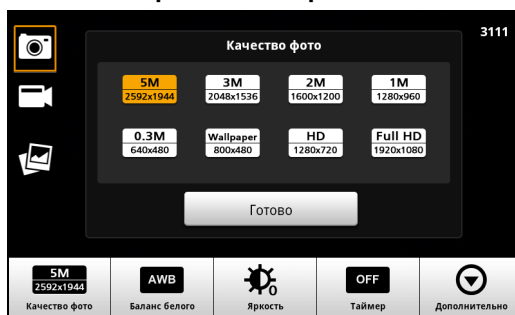 3111
Качество фото
5M
2592x1944
3M
2048x1536
2M
1600x1200
1M
1280x960
0.3M
640x480
Wallpaper
800x480
HD
1280x720
Full HD
1920x1080
Готово
5M
2592x1944
Качество фото
AWB
Баланс белого
0
Яркость
OFF
Таймер
Дополнительно